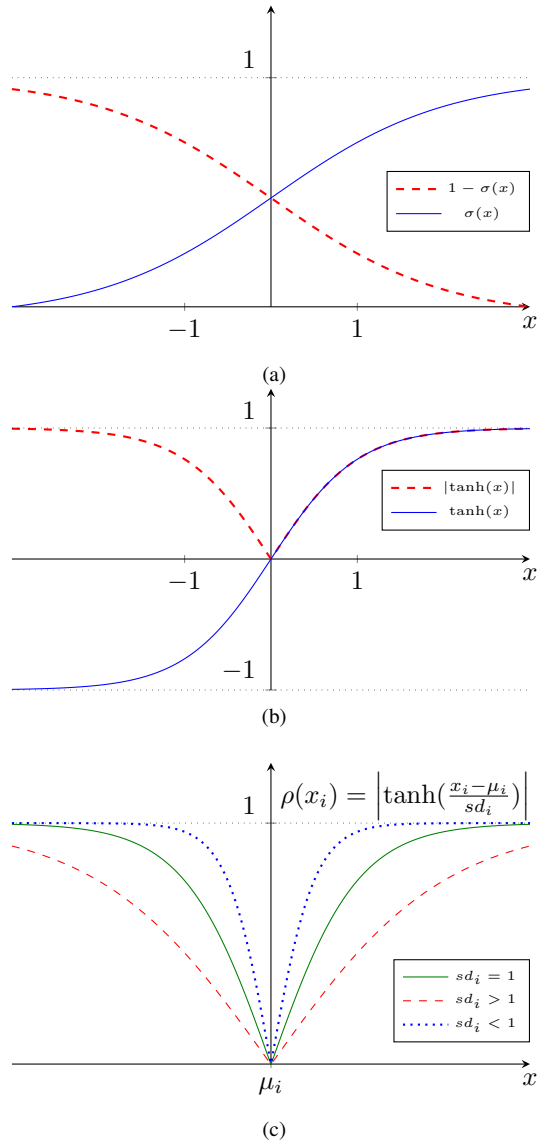 1
1 − σ(x)
σ(x)
−1
1
x
(a)
1
|tanh(x)|
tanh(x)
−1
1
x
−1
(b)
ρ(x_i) = |tanh(\frac{x_i−μ_i}{sd_i})|
1
sd_i = 1
sd_i > 1
sd_i < 1
μ_i
x
(c)